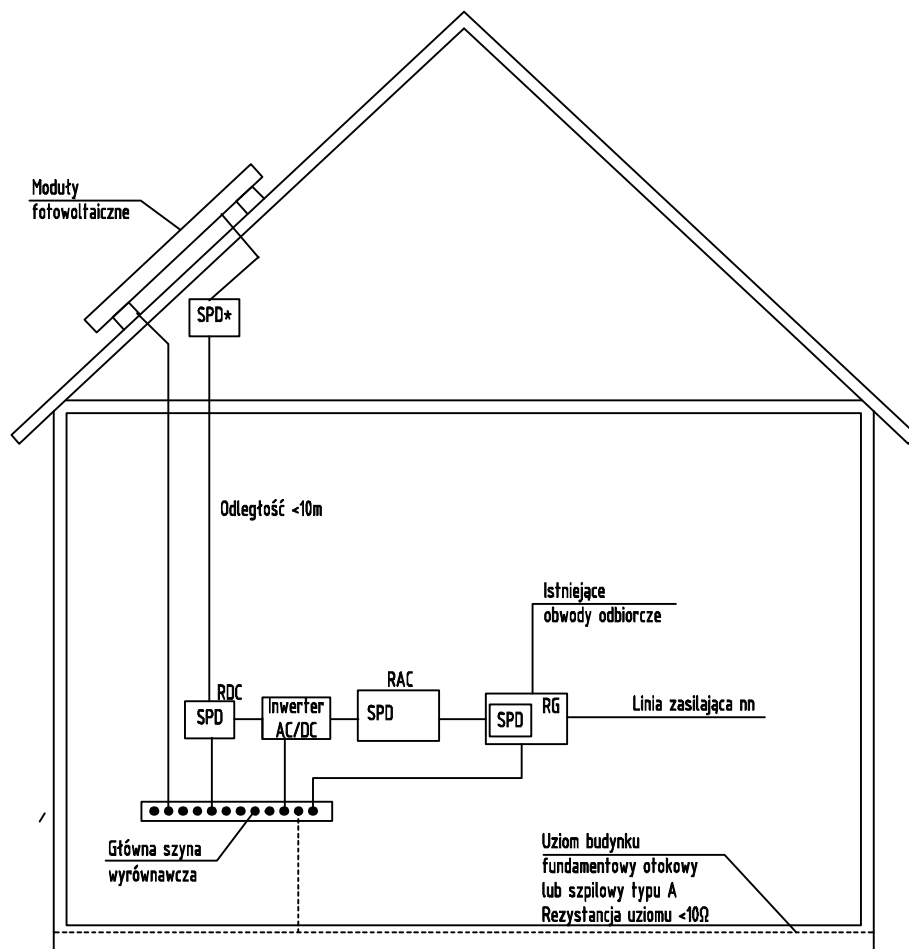 Moduły
fotowoltaiczne
SPD*
Odległość <10m
Istniejące
obwody odbiorcze
RDC
SPD
Inwerter
AC/DC
RAC
SPD
RG
SPD
Linia zasilająca nn
Główna szyna
wyrównawcza
Uziom budynku
fundamentowy otokowy
lub szpilowy typu A
Rezystancja uziomu <10Ω